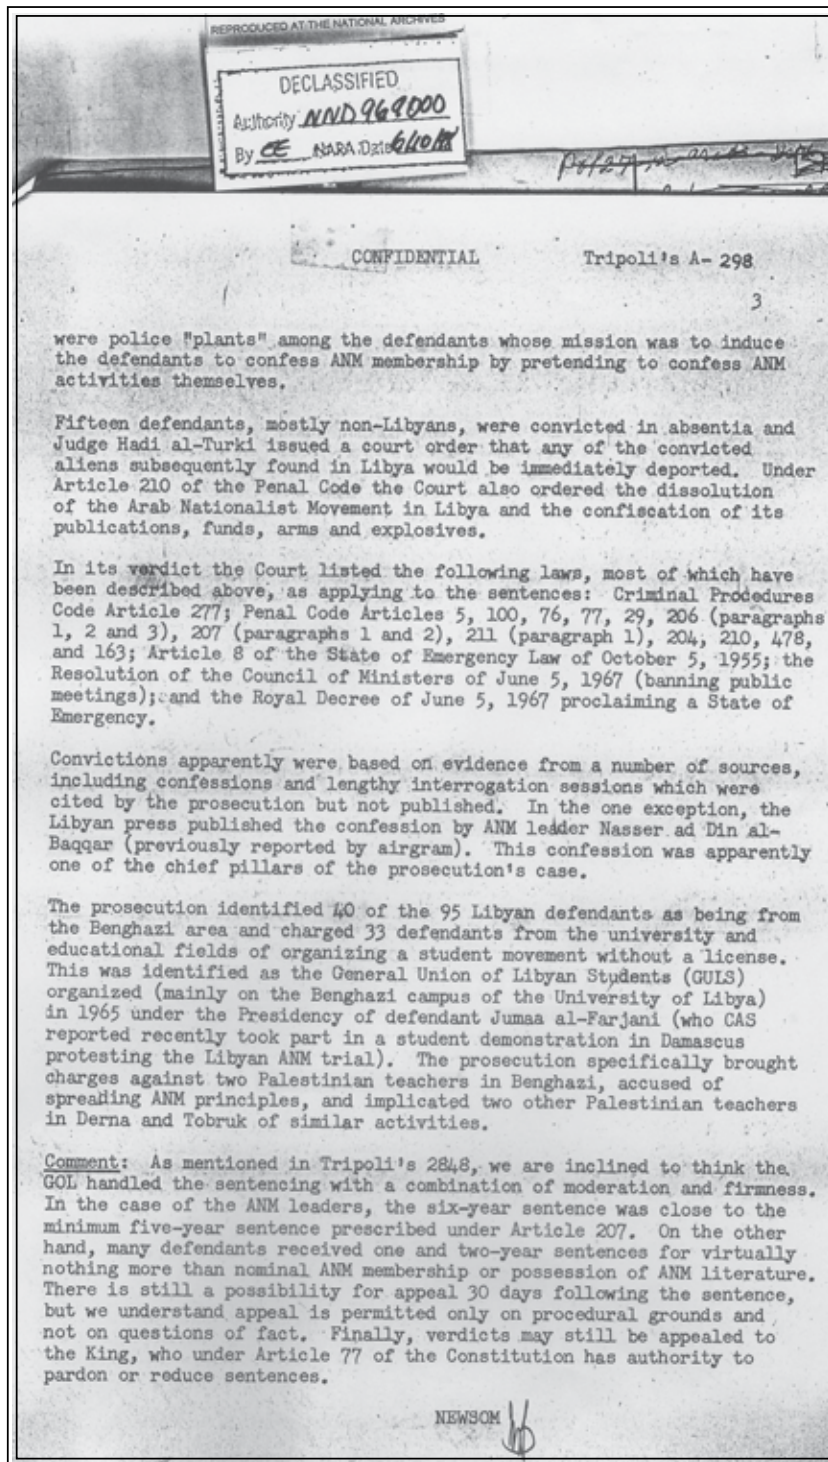 REPRODUCED AT THE NATIONAL ARCHIVES
DECLASSIFIED
Authority NND 969000
By CE NARA Date
CONFIDENTIAL Tripoli's A- 298
3
were police "plants" among the defendants whose mission was to induce
the defendants to confess ANM membership by pretending to confess ANM
activities themselves.
Fifteen defendants, mostly non-Libyans, were convicted in absentia and
Judge Hadi al-Turki issued a court order that any of the convicted
aliens subsequently found in Libya would be immediately deported. Under
Article 210 of the Penal Code the Court also ordered the dissolution
of the Arab Nationalist Movement in Libya and the confiscation of its
publications, funds, arms and explosives.
In its verdict the Court listed the following laws, most of which have
been described above, as applying to the sentences: Criminal Procedures
Code Article 277; Penal Code Articles 5, 100, 76, 77, 29, 206 (paragraphs
1, 2 and 3), 207 (paragraphs 1 and 2), 211 (paragraph 1), 204, 210, 478,
and 163; Article 8 of the State of Emergency Law of October 5, 1955; the
Resolution of the Council of Ministers of June 5, 1967 (banning public
meetings); and the Royal Decree of June 5, 1967 proclaiming a State of
Emergency.
Convictions apparently were based on evidence from a number of sources,
including confessions and lengthy interrogation sessions which were
cited by the prosecution but not published. In the one exception, the
Libyan press published the confession by ANM leader Nasser ad Din al-
Baqqar (previously reported by airgram). This confession was apparently
one of the chief pillars of the prosecution's case.
The prosecution identified 40 of the 95 Libyan defendants as being from
the Benghazi area and charged 33 defendants from the university and
educational fields of organizing a student movement without a license.
This was identified as the General Union of Libyan Students (GULS)
organized (mainly on the Benghazi campus of the University of Libya)
in 1965 under the Presidency of defendant Jumaa al-Farjani (who CAS
reported recently took part in a student demonstration in Damascus
protesting the Libyan ANM trial). The prosecution specifically brought
charges against two Palestinian teachers in Benghazi, accused of
spreading ANM principles, and implicated two other Palestinian teachers
in Derna and Tobruk of similar activities.
Comment: As mentioned in Tripoli's 2848, we are inclined to think the
GOL handled the sentencing with a combination of moderation and firmness.
In the case of the ANM leaders, the six-year sentence was close to the
minimum five-year sentence prescribed under Article 207. On the other
hand, many defendants received one and two-year sentences for virtually
nothing more than nominal ANM membership or possession of ANM literature.
There is still a possibility for appeal 30 days following the sentence,
but we understand appeal is permitted only on procedural grounds and
not on questions of fact. Finally, verdicts may still be appealed to
the King, who under Article 77 of the Constitution has authority to
pardon or reduce sentences.
NEWSOM